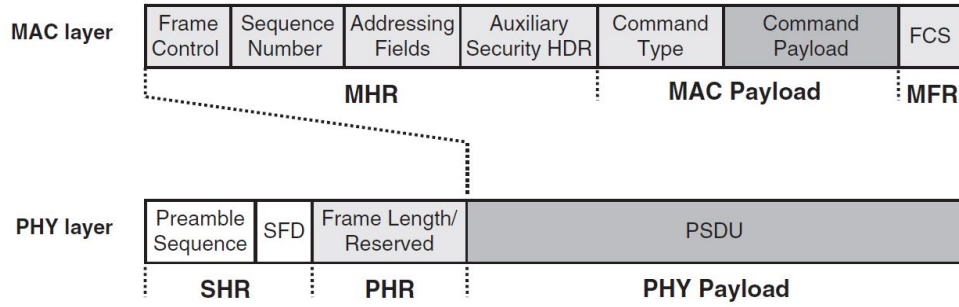 MAC layer
Frame Control
Sequence Number
Addressing Fields
Auxiliary Security HDR
Command Type
Command Payload
FCS
MHR
MAC Payload
MFR
PHY layer
Preamble Sequence
SFD
Frame Length/ Reserved
PSDU
SHR
PHR
PHY Payload